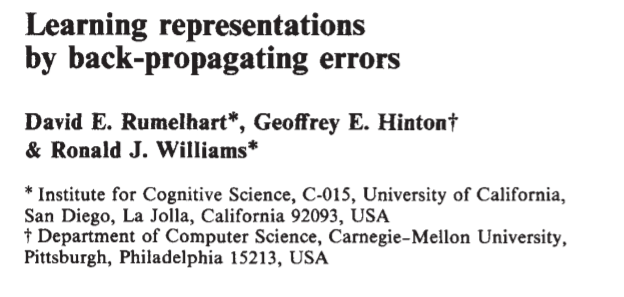 Learning representations
by back-propagating errors
David E. Rumelhart*, Geoffrey E. Hinton†
& Ronald J. Williams*
* Institute for Cognitive Science, C-015, University of California,
San Diego, La Jolla, California 92093, USA
† Department of Computer Science, Carnegie-Mellon University,
Pittsburgh, Philadelphia 15213, USA